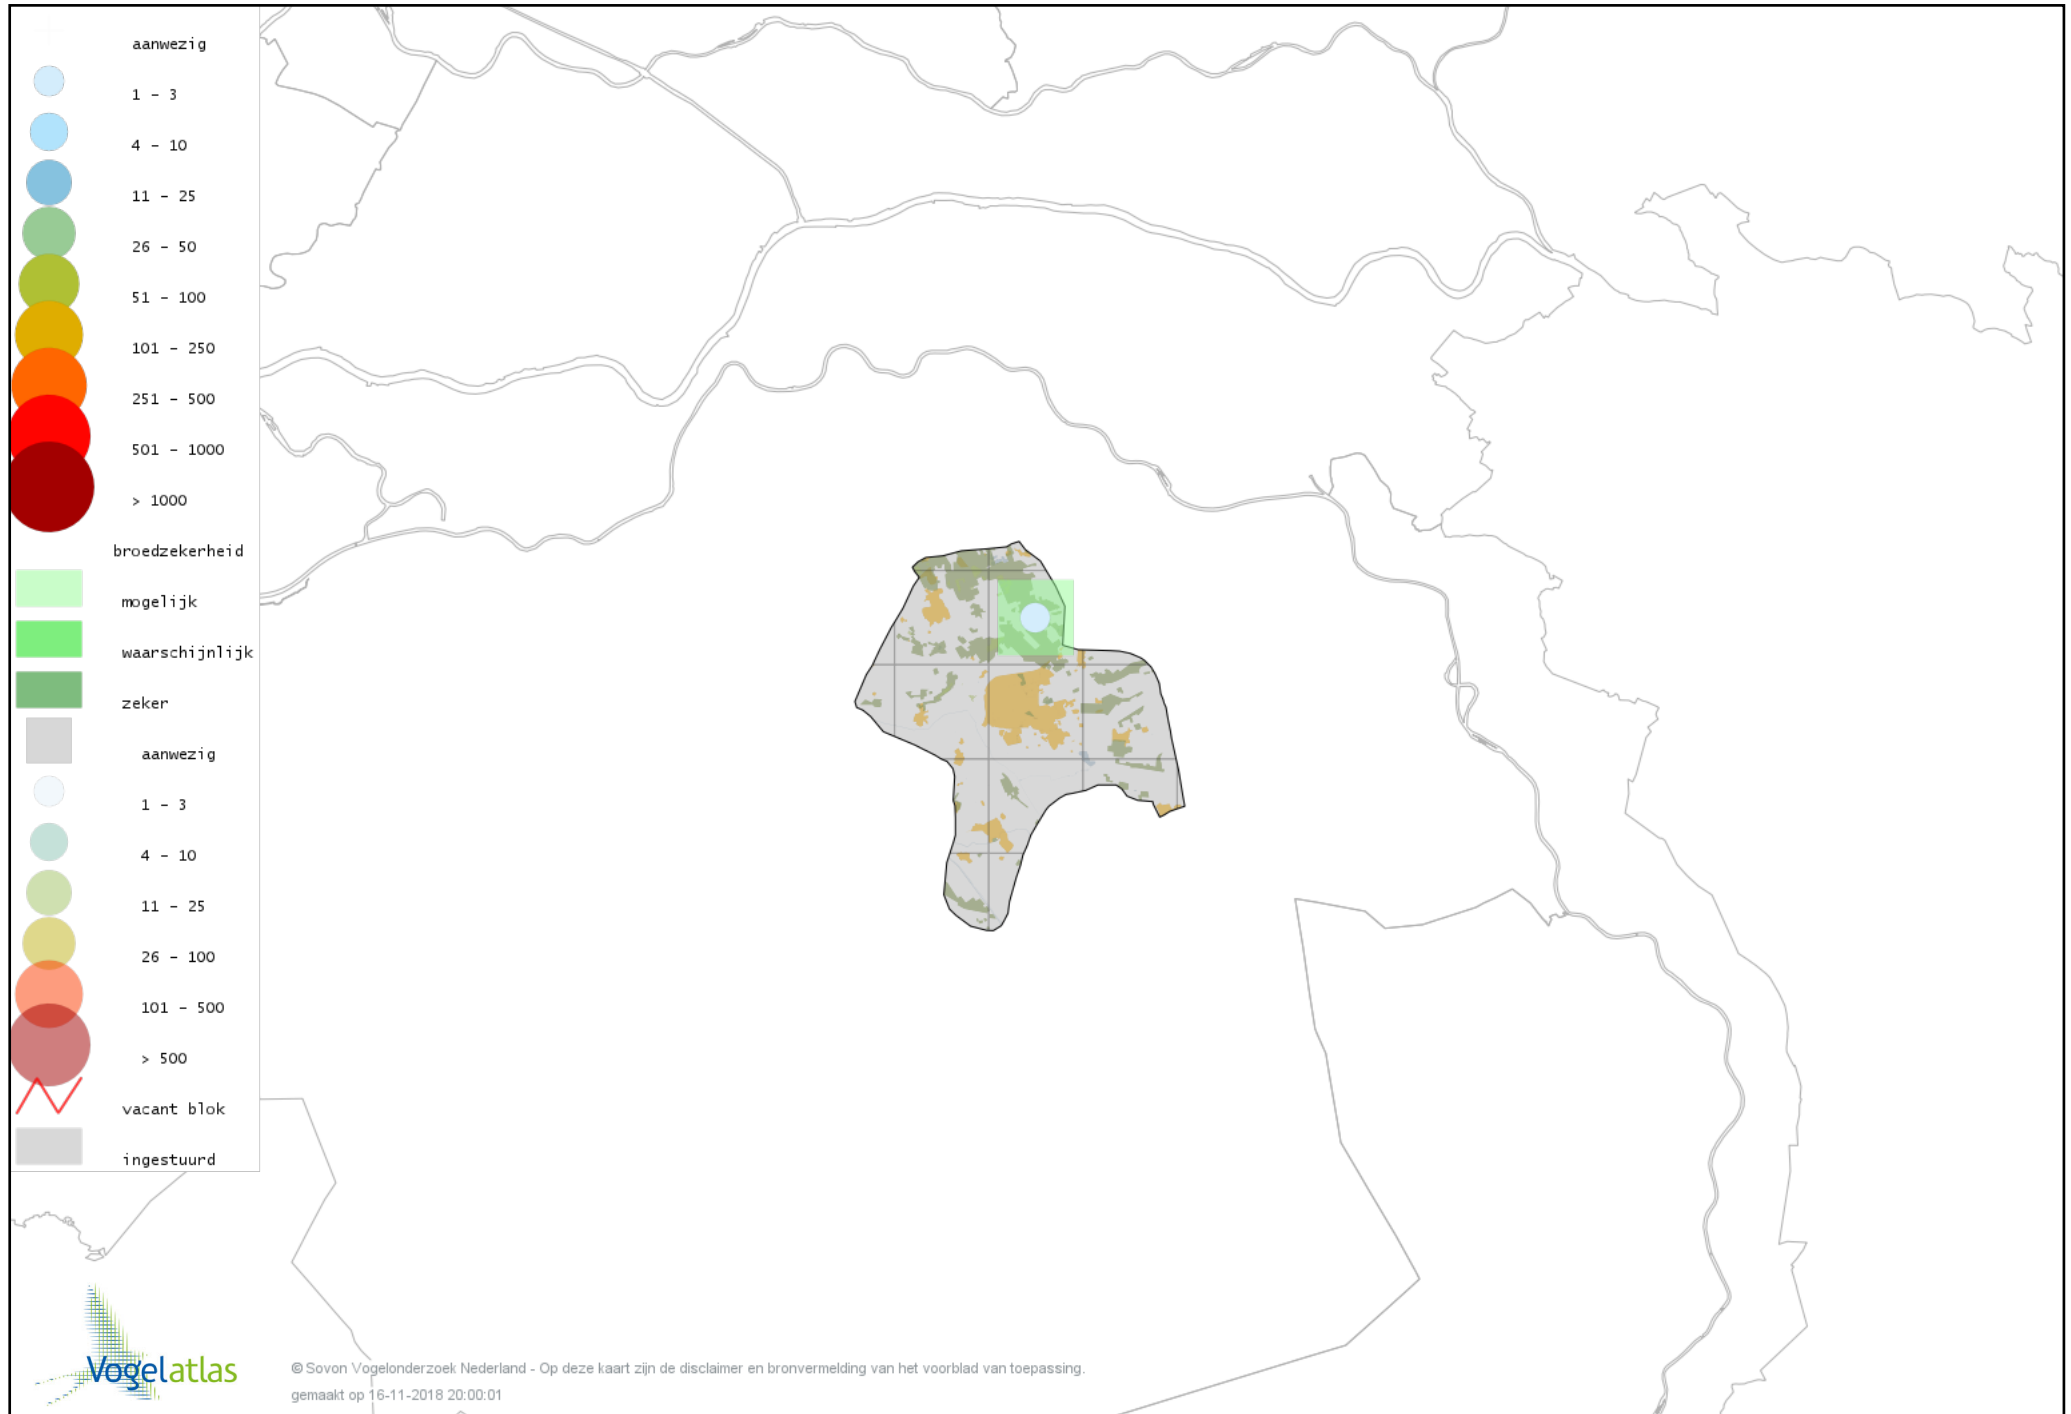 aanwezig
1 - 3
4 - 10
11 - 25
26 - 50
51 - 100
101 - 250
251 - 500
501 - 1000
> 1000
broedzekerheid
mogelijk
waarschijnlijk
zeker
aanwezig
1 - 3
4 - 10
11 - 25
26 - 100
101 - 500
> 500
vacant blok
ingestuurd
Vogelatlas
© Sovon Vogelonderzoek Nederland - Op deze kaart zijn de disclaimer en bronvermelding van het voorblad van toepassing.
gemaakt op 16-11-2018 20:00:01